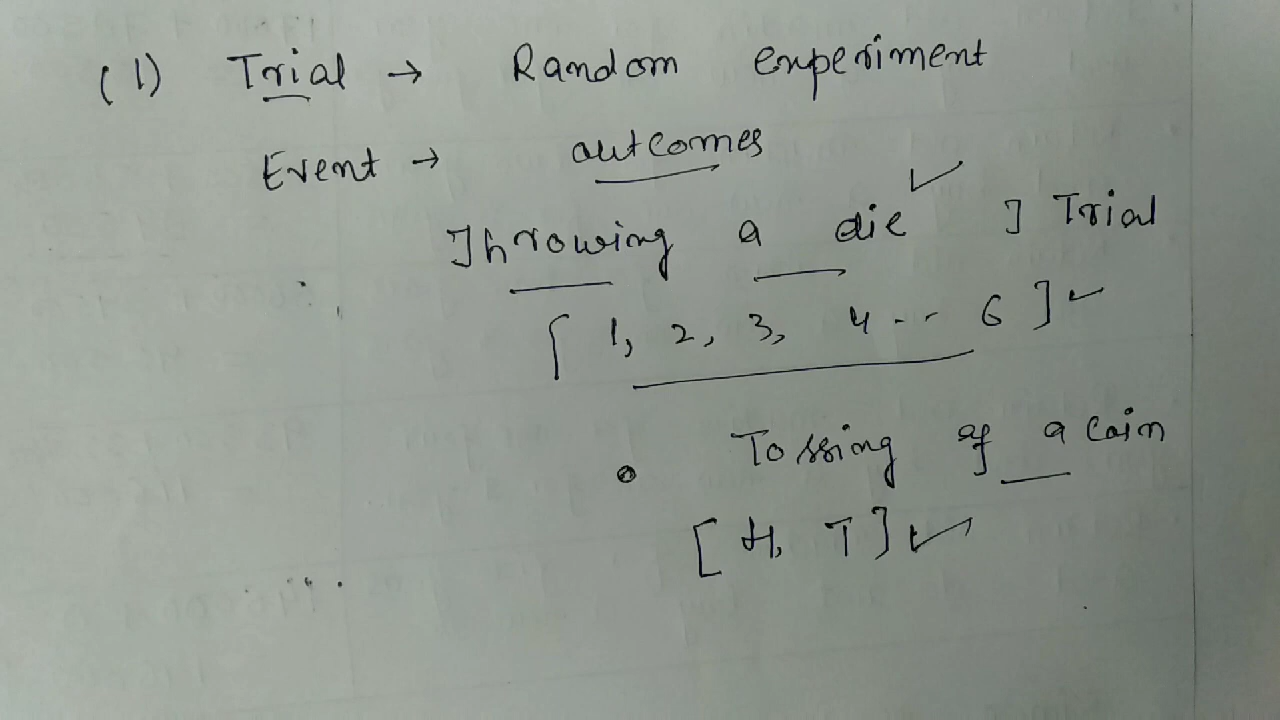 (1) Trial → Random experiment
Event → outcomes
Throwing a die ] Trial
[ 1, 2, 3, 4 -- 6 ]
Tossing of a Coin
[ H, T ]